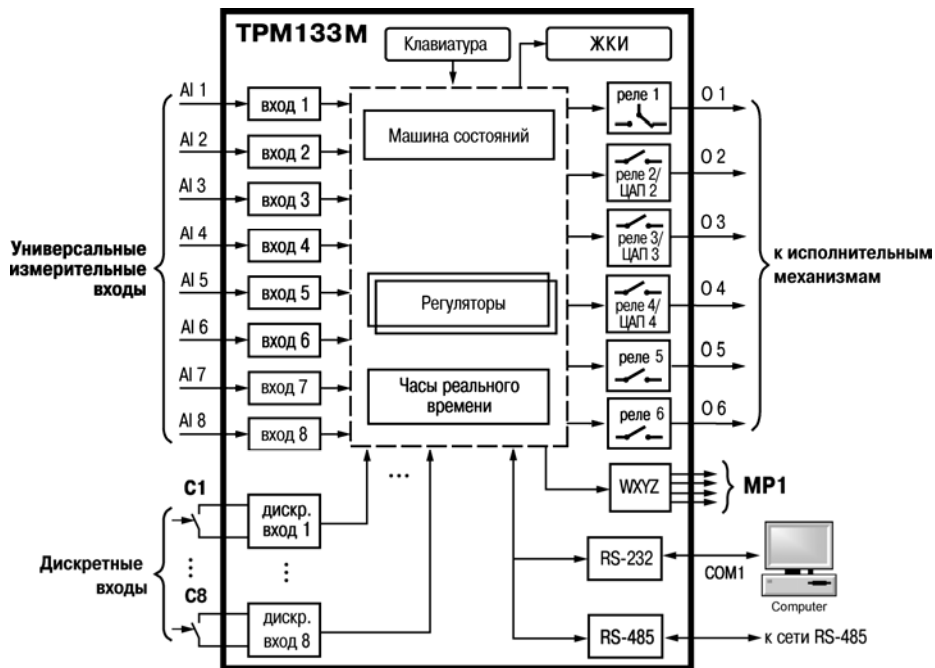 ТРМ133М
Клавиатура
ЖКИ
Универсальные
измерительные
входы
AI 1
AI 2
AI 3
AI 4
AI 5
AI 6
AI 7
AI 8
вход 1
вход 2
вход 3
вход 4
вход 5
вход 6
вход 7
вход 8
Машина состояний
Регуляторы
Часы реального
времени
реле 1
реле 2/
ЦАП 2
реле 3/
ЦАП 3
реле 4/
ЦАП 4
реле 5
реле 6
O 1
O 2
O 3
O 4
O 5
O 6
к исполнительным
механизмам
...
WXYZ
МР1
Дискретные
входы
C1
...
C8
дискр.
вход 1
...
дискр.
вход 8
RS-232
COM1
Computer
RS-485
к сети RS-485